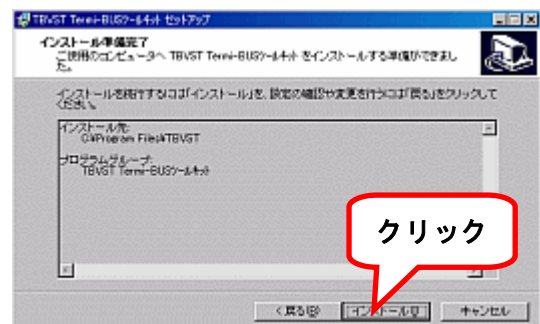 TBVST Termi-BUSツールキット セットアップ
インストール準備完了
ご使用のコンピュータへ TBVST Termi-BUSツールキット をインストールする準備ができまし
た。
インストールを続行するには「インストール」を、設定の確認や変更を行うには「戻る」をクリックして
ください。
インストール先:
C:¥Program Files¥TBVST
プログラムグループ:
TBVST Termi-BUSツールキット
クリック
< 戻る(B)
インストール(I)
キャンセル